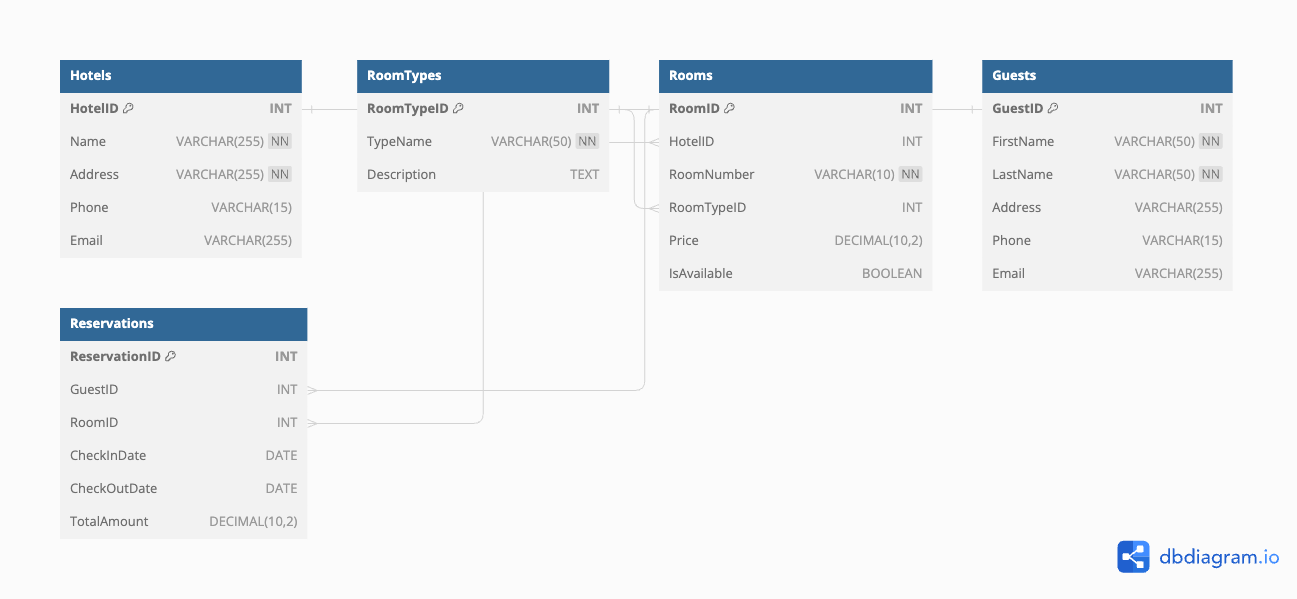 Hotels
HotelID INT
Name VARCHAR(255) NN
Address VARCHAR(255) NN
Phone VARCHAR(15)
Email VARCHAR(255)
RoomTypes
RoomTypeID INT
TypeName VARCHAR(50) NN
Description TEXT
Rooms
RoomID INT
HotelID INT
RoomNumber VARCHAR(10) NN
RoomTypeID INT
Price DECIMAL(10,2)
IsAvailable BOOLEAN
Guests
GuestID INT
FirstName VARCHAR(50) NN
LastName VARCHAR(50) NN
Address VARCHAR(255)
Phone VARCHAR(15)
Email VARCHAR(255)
Reservations
ReservationID INT
GuestID INT
RoomID INT
CheckInDate DATE
CheckOutDate DATE
TotalAmount DECIMAL(10,2)
dbdiagram.io